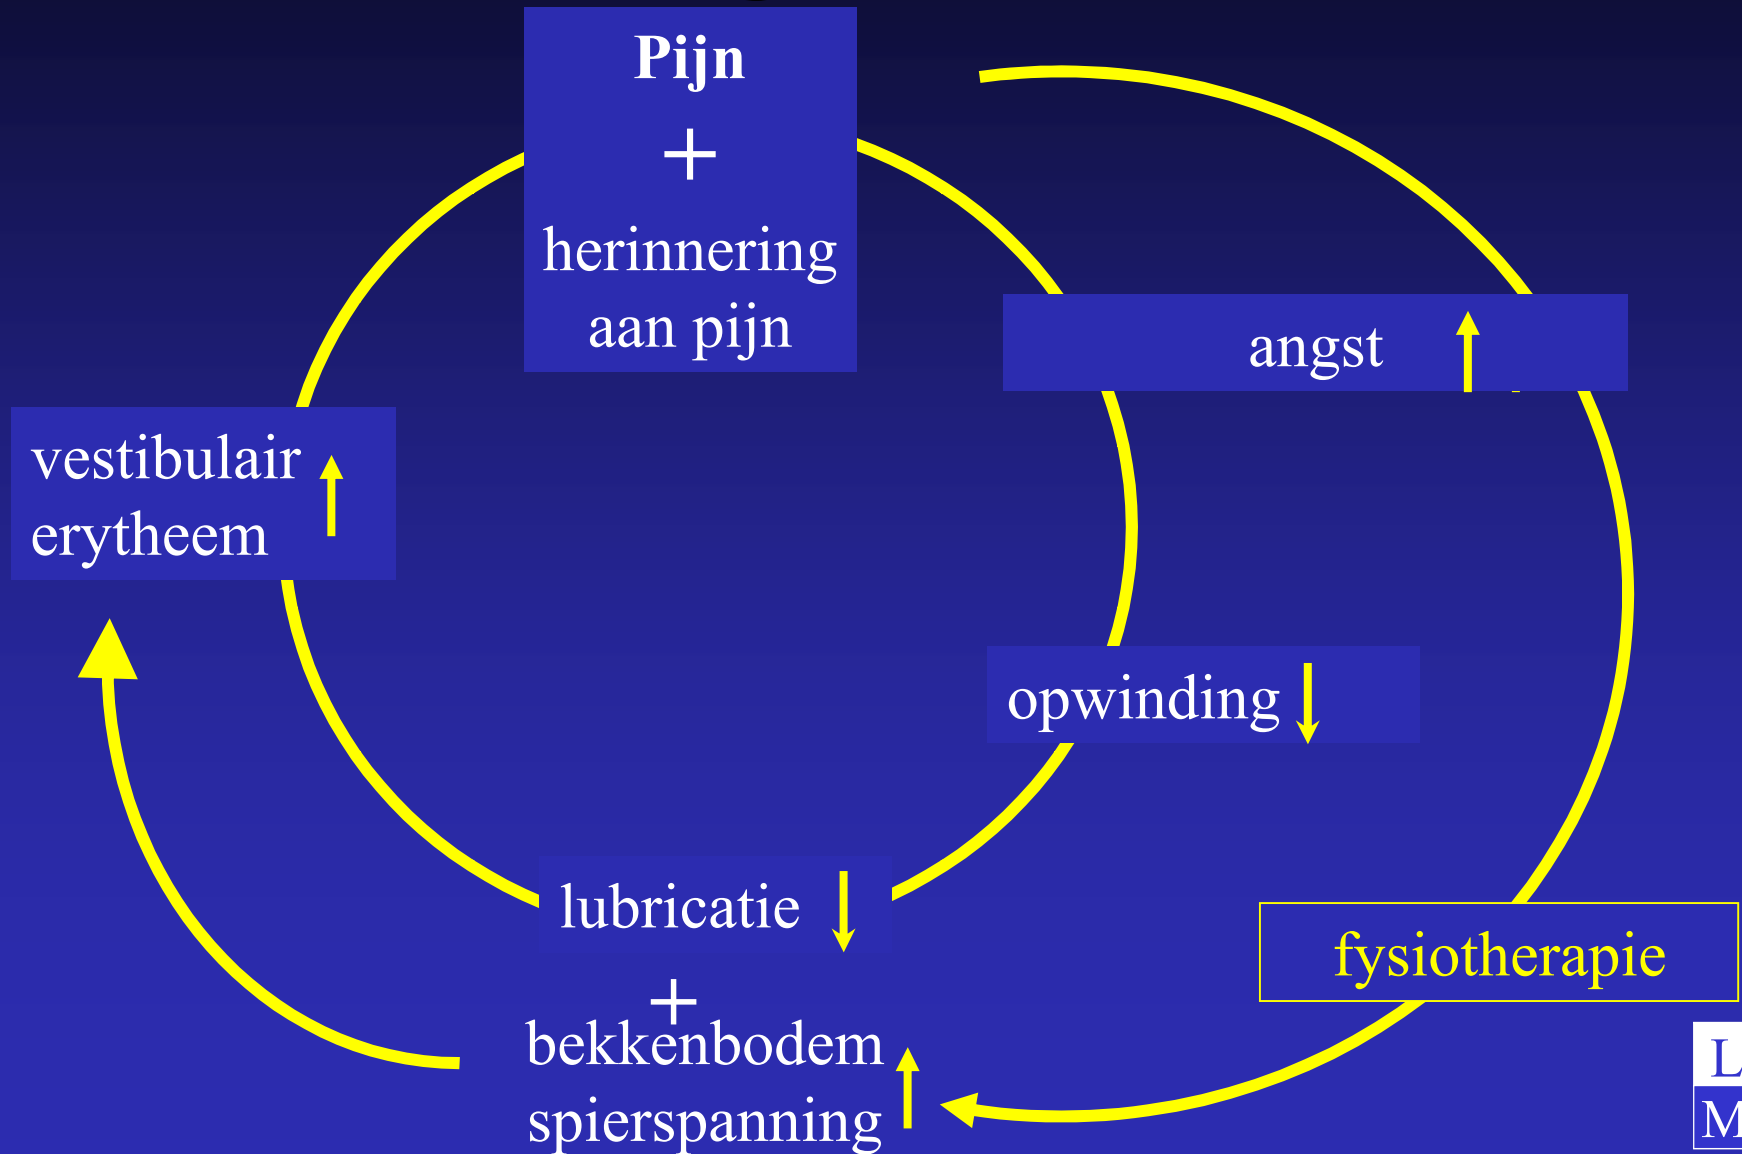 Pijn
+
herinnering
aan pijn
angst
vestibulair
erytheem
opwinding
lubricatie
+
bekkenbodem
spierspanning
fysiotherapie
L
M